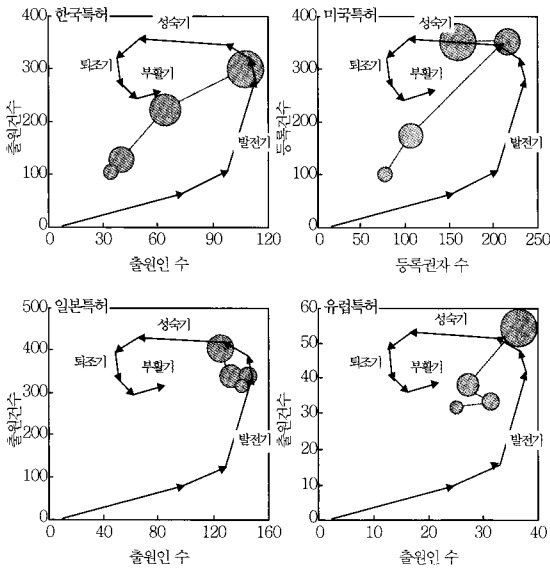 한국특허
출원건수
400
300
200
100
0
0 30 60 90 120
출원인 수
성숙기
퇴조기
부활기
발전기
미국특허
등록건수
400
300
200
100
0
0 50 100 150 200 250
등록권자 수
성숙기
퇴조기
부활기
발전기
일본특허
출원건수
500
400
300
200
100
0
0 40 80 120 160
출원인 수
성숙기
퇴조기
부활기
발전기
유럽특허
출원건수
60
50
40
30
20
10
0
0 10 20 30 40
출원인 수
성숙기
퇴조기
부활기
발전기